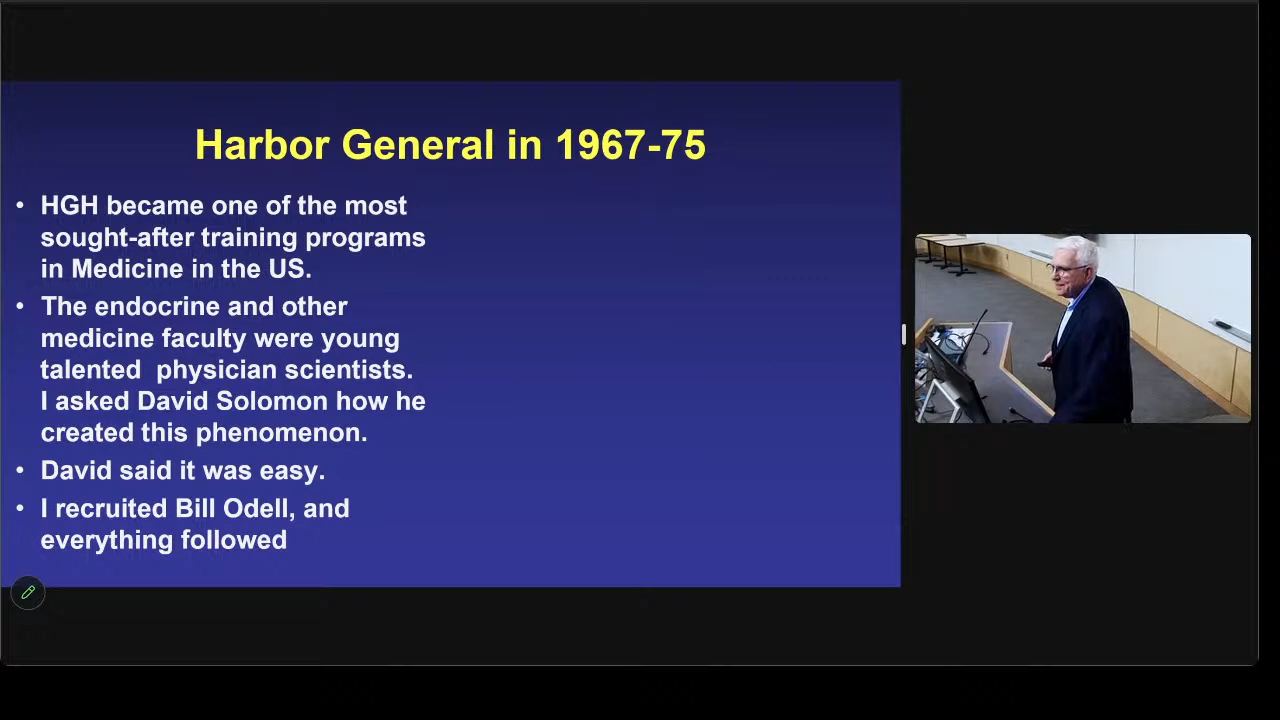 Harbor General in 1967-75
• HGH became one of the most
sought-after training programs
in Medicine in the US.
• The endocrine and other
medicine faculty were young
talented  physician scientists.
I asked David Solomon how he
created this phenomenon.
• David said it was easy.
• I recruited Bill Odell, and
everything followed